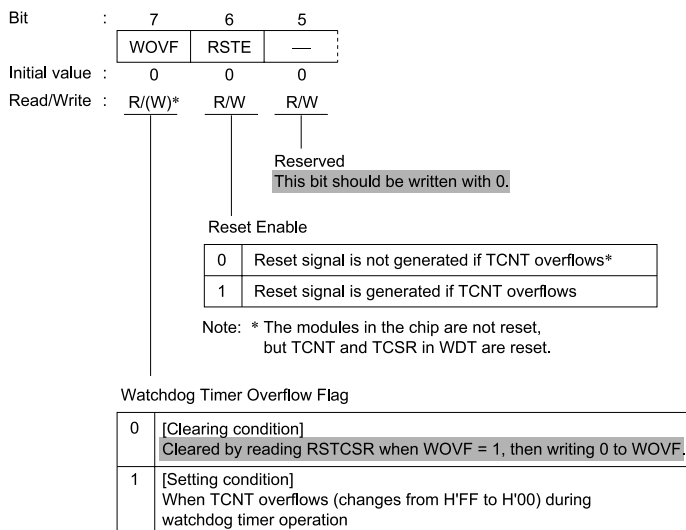 Bit : 7 6 5
WOVF RSTE —
Initial value : 0 0 0
Read/Write : R/(W)* R/W R/W
Reserved
This bit should be written with 0.
Reset Enable
0 Reset signal is not generated if TCNT overflows*
1 Reset signal is generated if TCNT overflows
Note: * The modules in the chip are not reset,
but TCNT and TCSR in WDT are reset.
Watchdog Timer Overflow Flag
0 [Clearing condition]
Cleared by reading RSTCSR when WOVF = 1, then writing 0 to WOVF.
1 [Setting condition]
When TCNT overflows (changes from H'FF to H'00) during
watchdog timer operation